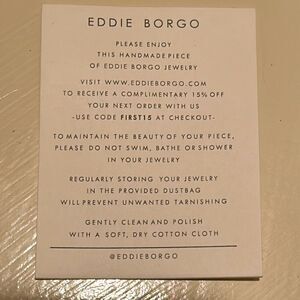 EDDIE BORGO
PLEASE ENJOY
THIS HANDMADE PIECE
OF EDDIE BORGO JEWELRY
VISIT WWW.EDDIEBORGO.COM
TO RECEIVE A COMPLIMENTARY 15% OFF
YOUR NEXT ORDER WITH US
-USE CODE FIRST15 AT CHECKOUT-
TO MAINTAIN THE BEAUTY OF YOUR PIECE,
PLEASE DO NOT SWIM, BATHE OR SHOWER
IN YOUR JEWELRY
REGULARLY STORING YOUR JEWELRY
IN THE PROVIDED DUSTBAG
WILL PREVENT UNWANTED TARNISHING
GENTLY CLEAN AND POLISH
WITH A SOFT, DRY COTTON CLOTH
@EDDIEBORGO